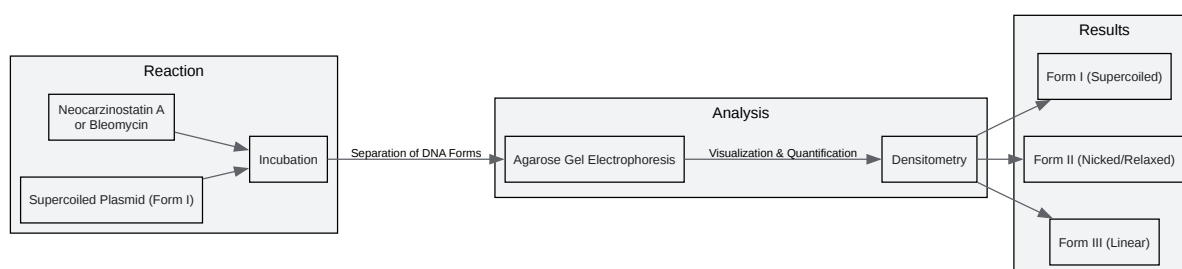 Reaction
Neocarzinostatin A
or Bleomycin
Supercoiled Plasmid (Form I)
Incubation
Separation of DNA Forms
Analysis
Agarose Gel Electrophoresis
Visualization & Quantification
Densitometry
Results
Form I (Supercoiled)
Form II (Nicked/Relaxed)
Form III (Linear)